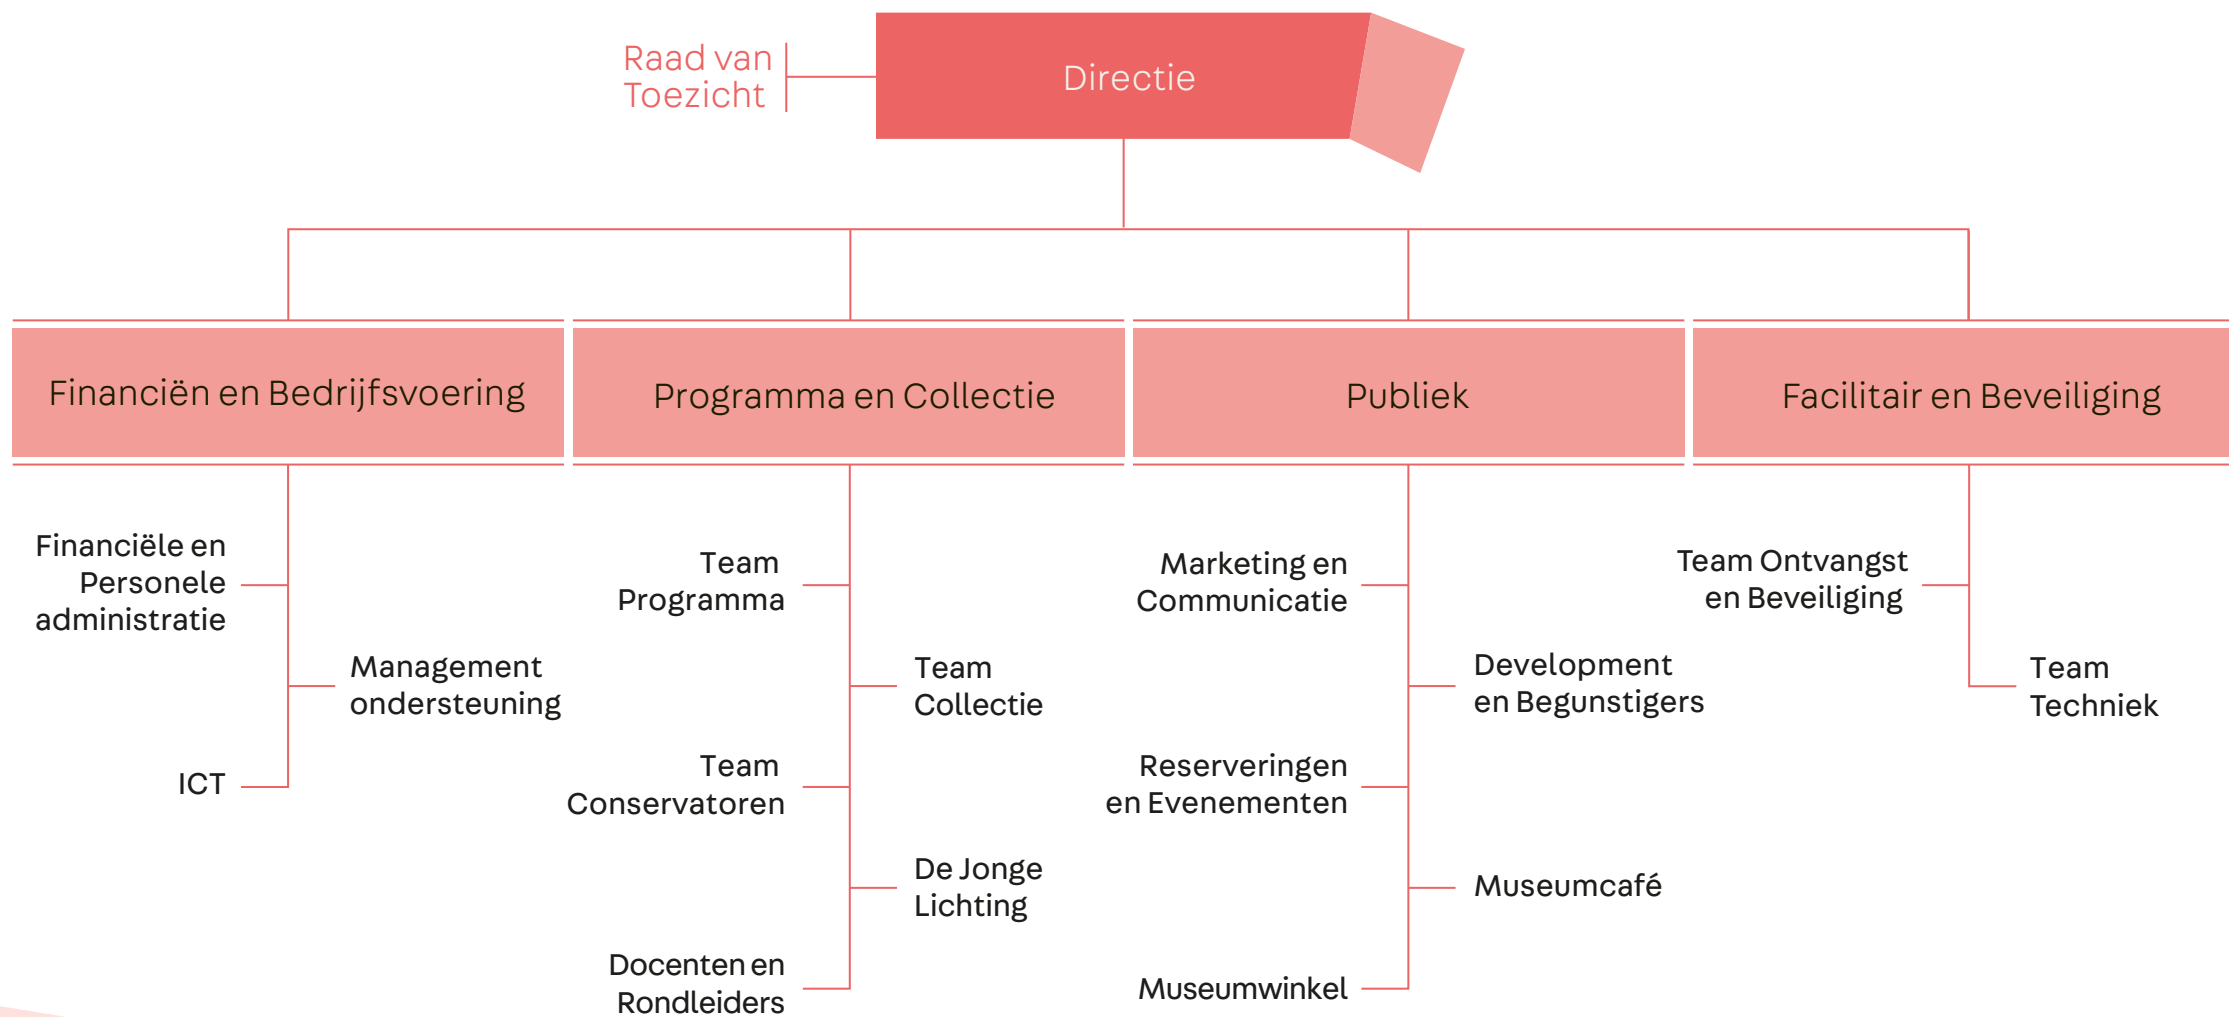 Raad van
Toezicht
Directie
Financiën en Bedrijfsvoering
Programma en Collectie
Publiek
Facilitair en Beveiliging
Financiële en
Personele
administratie
Management
ondersteuning
ICT
Team
Programma
Team
Collectie
Team
Conservatoren
De Jonge
Lichting
Docenten en
Rondleiders
Marketing en
Communicatie
Development
en Begunstigers
Reserveringen
en Evenementen
Museumcafé
Museumwinkel
Team Ontvangst
en Beveiliging
Team
Techniek